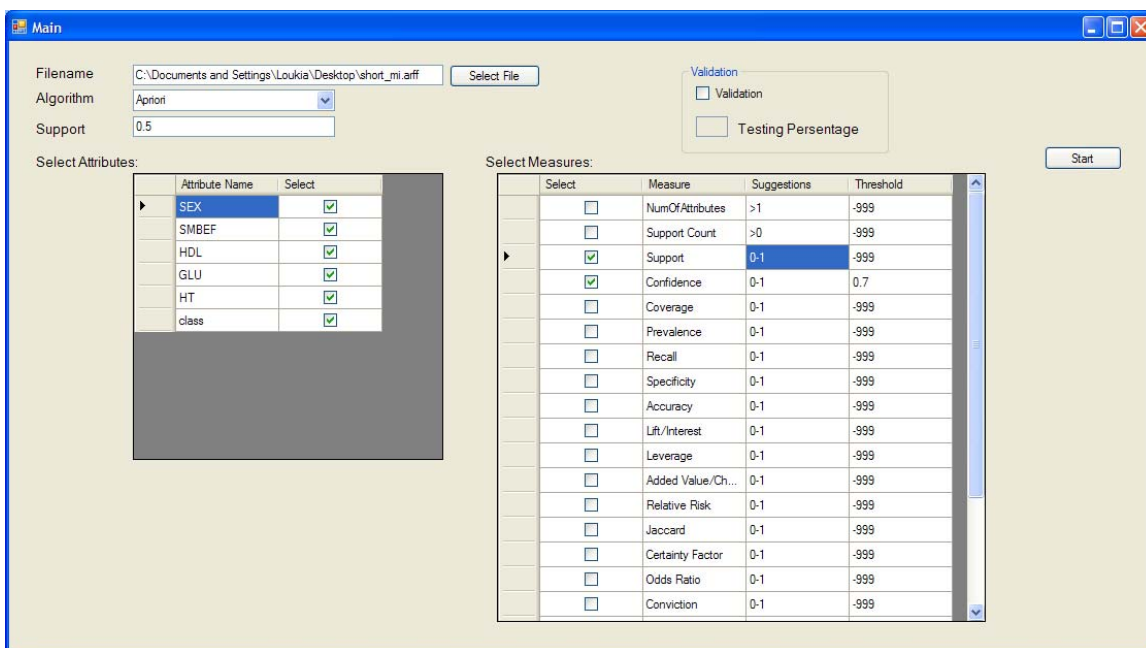 Main
Filename C:\Documents and Settings\Loukia\Desktop\short_mi.arff Select File
Algorithm Apriori
Support 0.5
Validation
Validation
Testing Persentage
Start
Select Attributes:
Attribute Name Select
SEX
SMBEF
HDL
GLU
HT
class
Select Measures:
Select Measure Suggestions Threshold
NumOfAttributes >1 -999
Support Count >0 -999
Support 0-1 -999
Confidence 0-1 0.7
Coverage 0-1 -999
Prevalence 0-1 -999
Recall 0-1 -999
Specificity 0-1 -999
Accuracy 0-1 -999
Lift/Interest 0-1 -999
Leverage 0-1 -999
Added Value/Ch... 0-1 -999
Relative Risk 0-1 -999
Jaccard 0-1 -999
Certainty Factor 0-1 -999
Odds Ratio 0-1 -999
Conviction 0-1 -999